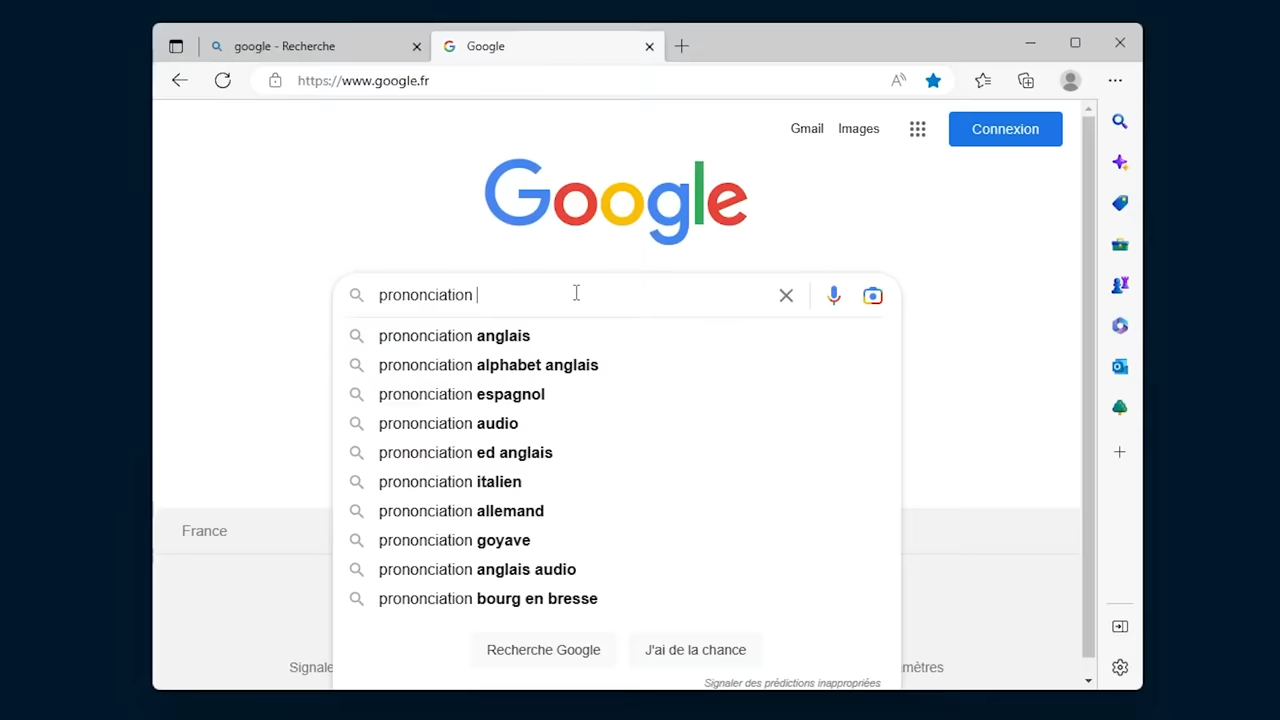 google - Recherche
Google
https://www.google.fr
Gmail Images Connexion
Google
prononciation
prononciation anglais
prononciation alphabet anglais
prononciation espagnol
prononciation audio
prononciation ed anglais
prononciation italien
prononciation allemand
prononciation goyave
prononciation anglais audio
prononciation bourg en bresse
France
Recherche Google J'ai de la chance
Signale mètres
Signaler des prédictions inappropriées